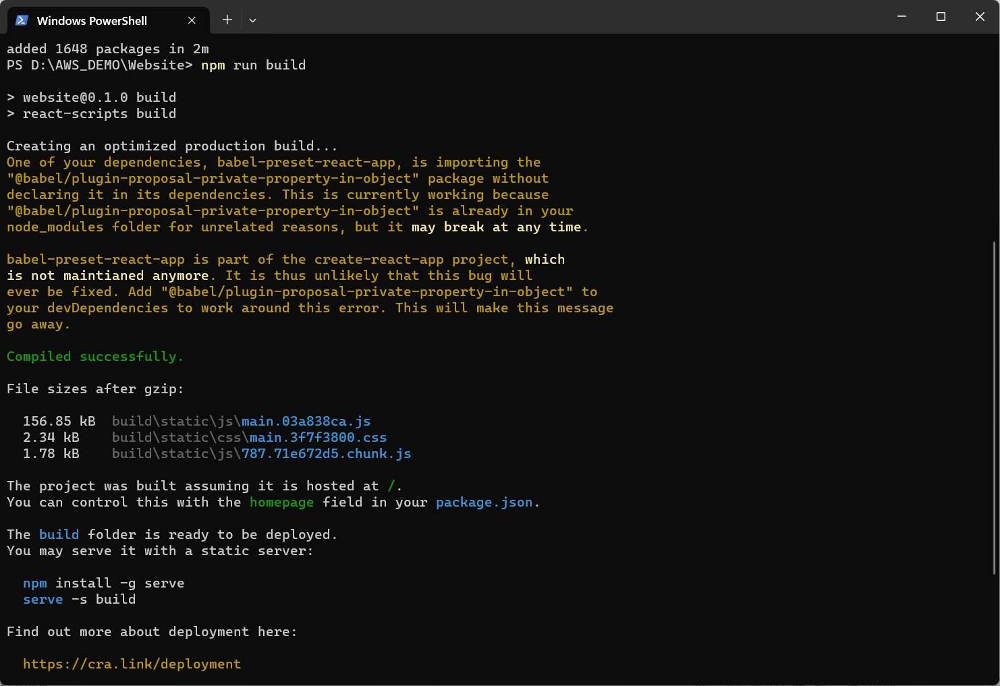 Windows PowerShell
added 1648 packages in 2m
PS D:\AWS_DEMO\Website> npm run build
> website@0.1.0 build
> react-scripts build
Creating an optimized production build...
One of your dependencies, babel-preset-react-app, is importing the
"@babel/plugin-proposal-private-property-in-object" package without
declaring it in its dependencies. This is currently working because
"@babel/plugin-proposal-private-property-in-object" is already in your
node_modules folder for unrelated reasons, but it may break at any time.
babel-preset-react-app is part of the create-react-app project, which
is not maintianed anymore. It is thus unlikely that this bug will
ever be fixed. Add "@babel/plugin-proposal-private-property-in-object" to
your devDependencies to work around this error. This will make this message
go away.
Compiled successfully.
File sizes after gzip:
156.85 kB  build\static\js\main.03a838ca.js
2.34 kB    build\static\css\main.3f7f3800.css
1.78 kB    build\static\js\787.71e672d5.chunk.js
The project was built assuming it is hosted at /.
You can control this with the homepage field in your package.json.
The build folder is ready to be deployed.
You may serve it with a static server:
npm install -g serve
serve -s build
Find out more about deployment here:
https://cra.link/deployment